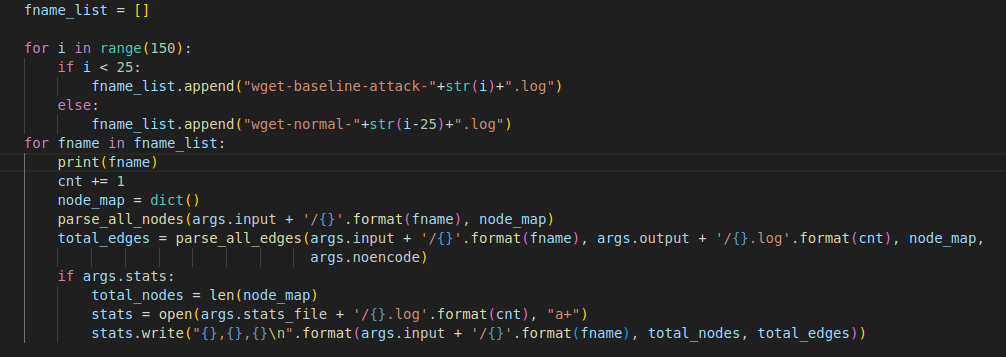 fname_list = []
for i in range(150):
    if i < 25:
        fname_list.append("wget-baseline-attack-"+str(i)+".log")
    else:
        fname_list.append("wget-normal-"+str(i-25)+".log")
for fname in fname_list:
    print(fname)
    cnt += 1
    node_map = dict()
    parse_all_nodes(args.input + '/{}'.format(fname), node_map)
    total_edges = parse_all_edges(args.input + '/{}'.format(fname), args.output + '/{}.log'.format(cnt), node_map,
                                  args.noencode)
    if args.stats:
        total_nodes = len(node_map)
        stats = open(args.stats_file + '/{}.log'.format(cnt), "a+")
        stats.write("{},{},{}\n".format(args.input + '/{}'.format(fname), total_nodes, total_edges))